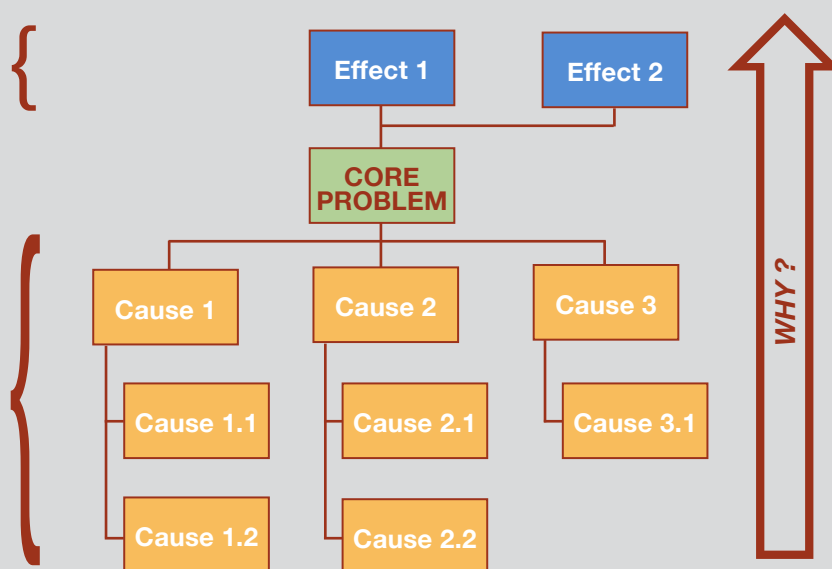 Effect 1
Effect 2
CORE
PROBLEM
Cause 1
Cause 2
Cause 3
Cause 1.1
Cause 2.1
Cause 3.1
Cause 1.2
Cause 2.2
WHY ?